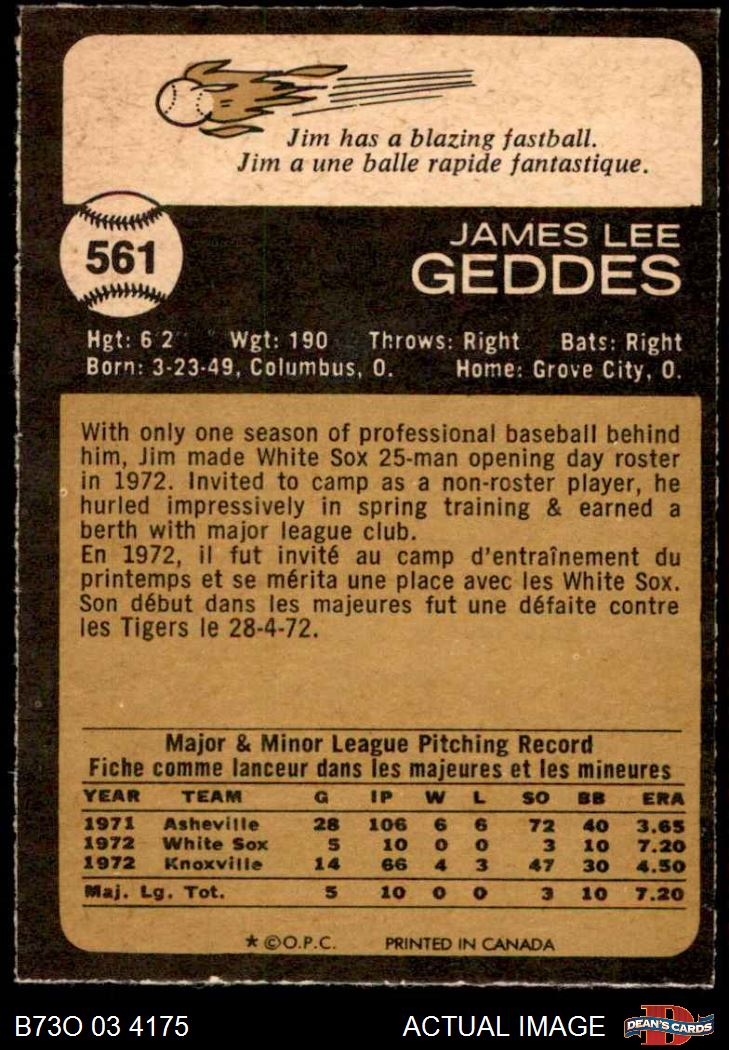 Jim has a blazing fastball.
Jim a une balle rapide fantastique.
561
JAMES LEE
GEDDES
Hgt: 6 2" Wgt: 190 Throws: Right Bats: Right
Born: 3-23-49, Columbus, O. Home: Grove City, O.
With only one season of professional baseball behind
him, Jim made White Sox 25-man opening day roster
in 1972. Invited to camp as a non-roster player, he
hurled impressively in spring training & earned a
berth with major league club.
En 1972, il fut invité au camp d'entraînement du
printemps et se mérita une place avec les White Sox.
Son début dans les majeures fut une défaite contre
les Tigers le 28-4-72.
Major & Minor League Pitching Record
Fiche comme lanceur dans les majeures et les mineures
YEAR TEAM G IP W L SO BB ERA
1971 Asheville 28 106 6 6 72 40 3.65
1972 White Sox 5 10 0 0 3 10 7.20
1972 Knoxville 14 66 4 3 47 30 4.50
Maj. Lg. Tot. 5 10 0 0 3 10 7.20
* ©O.P.C. PRINTED IN CANADA
B73O 03 4175 ACTUAL IMAGE DEAN'S CARDS